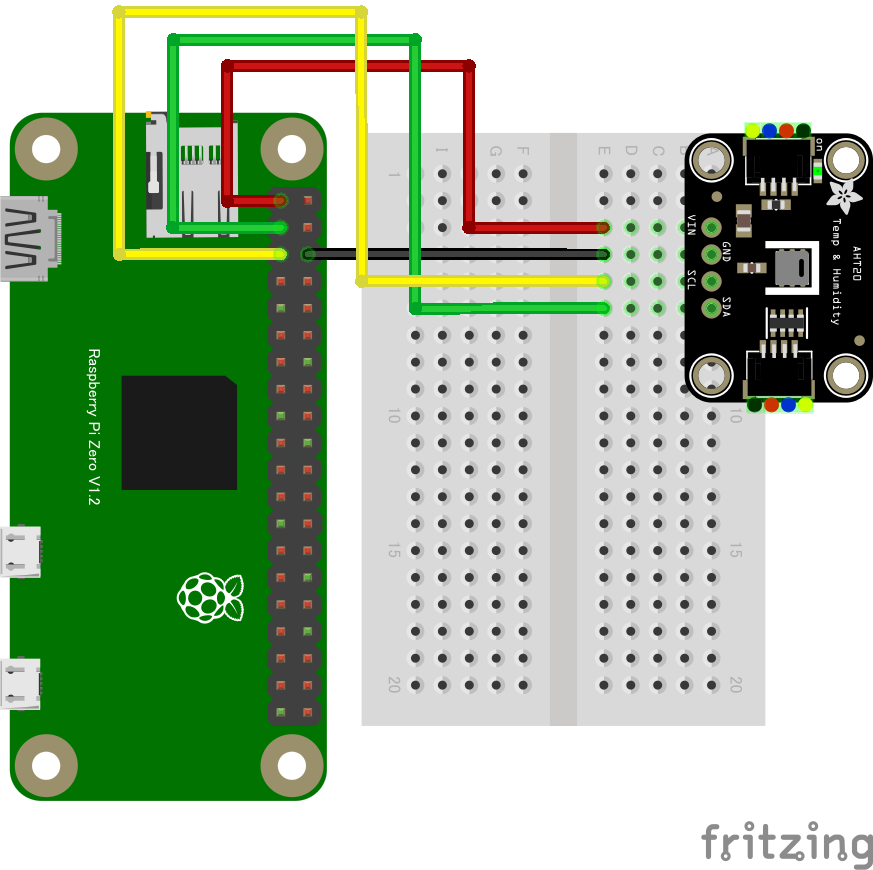 Raspberry Pi Zero V1.2
I
G
F
E
D
C
1
10
15
20
10
15
20
on
VIN
GND
SCL
SDA
AHT20
Temp & Humidity
fritzing